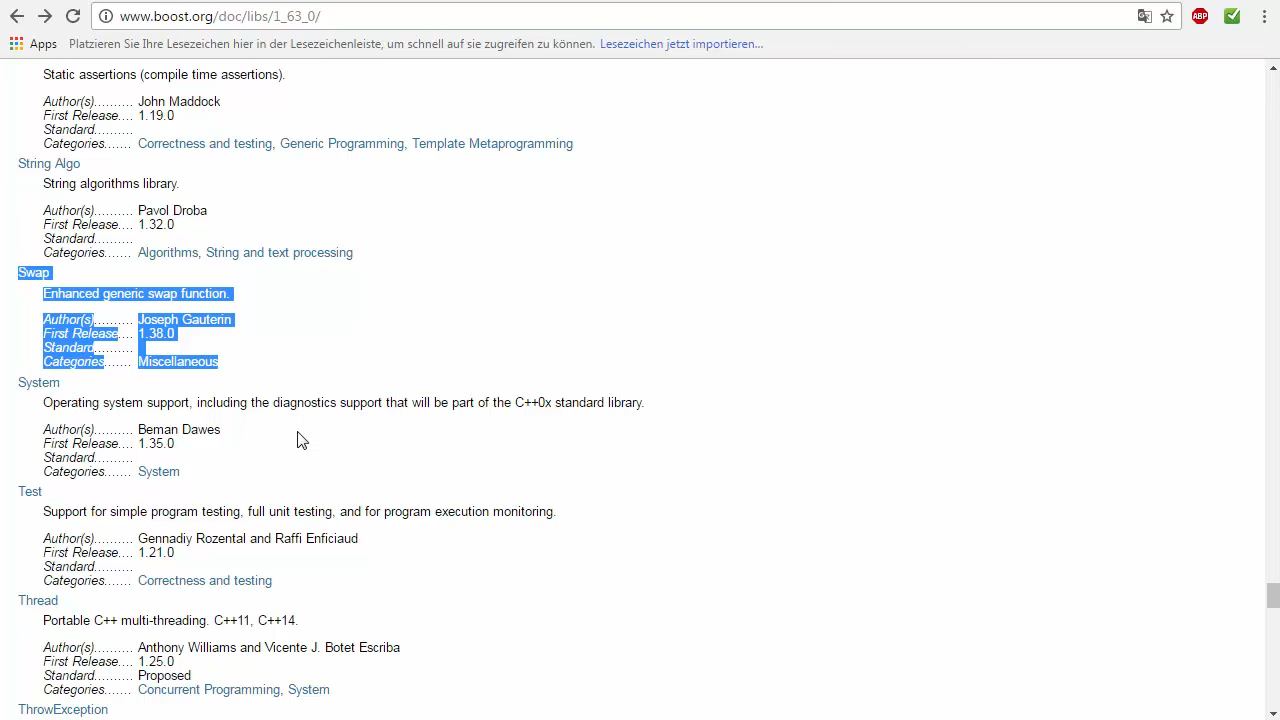 www.boost.org/doc/libs/1_63_0/
ABP
Apps Platzieren Sie Ihre Lesezeichen hier in der Lesezeichenleiste, um schnell auf sie zugreifen zu können. Lesezeichen jetzt importieren...
Static assertions (compile time assertions).
Author(s)......... John Maddock
First Release.... 1.19.0
Standard..........
Categories....... Correctness and testing, Generic Programming, Template Metaprogramming
String Algo
String algorithms library.
Author(s)......... Pavol Droba
First Release.... 1.32.0
Standard..........
Categories....... Algorithms, String and text processing
Swap
Enhanced generic swap function.
Author(s)......... Joseph Gauterin
First Release.... 1.38.0
Standard..........
Categories....... Miscellaneous
System
Operating system support, including the diagnostics support that will be part of the C++0x standard library.
Author(s)......... Beman Dawes
First Release.... 1.35.0
Standard..........
Categories....... System
Test
Support for simple program testing, full unit testing, and for program execution monitoring.
Author(s)......... Gennadiy Rozental and Raffi Enficiaud
First Release.... 1.21.0
Standard..........
Categories....... Correctness and testing
Thread
Portable C++ multi-threading. C++11, C++14.
Author(s)......... Anthony Williams and Vicente J. Botet Escriba
First Release.... 1.25.0
Standard.......... Proposed
Categories....... Concurrent Programming, System
ThrowException